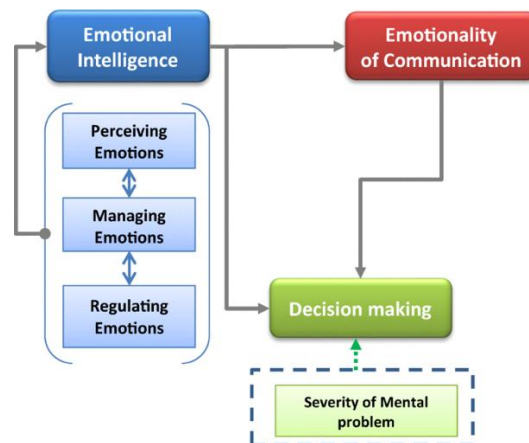 Emotional
Intelligence
Emotionality
of Communication
Perceiving
Emotions
Managing
Emotions
Regulating
Emotions
Decision making
Severity of Mental
problem